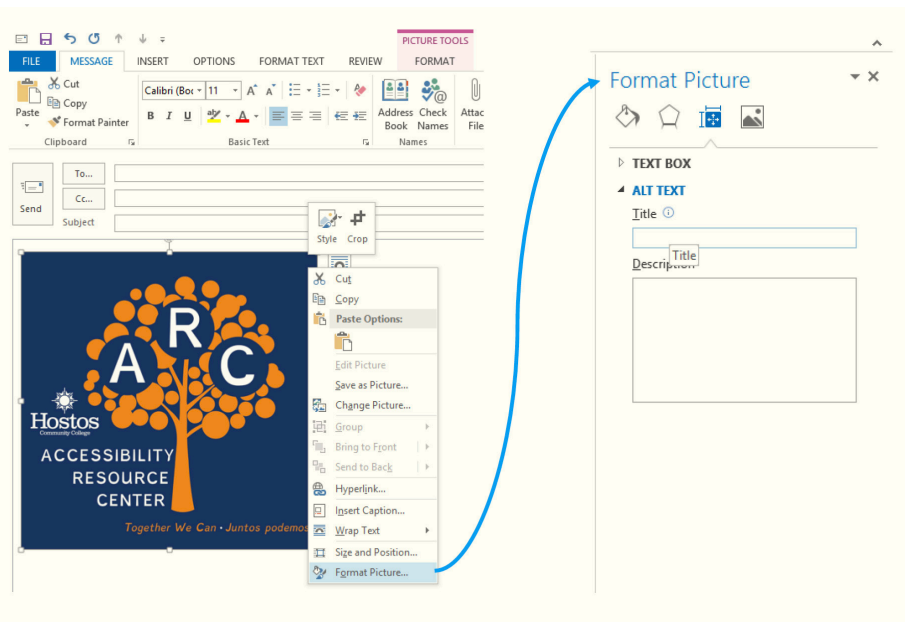 PICTURE TOOLS
FILE MESSAGE INSERT OPTIONS FORMAT TEXT REVIEW FORMAT
Paste
Cut
Copy
Format Painter
Clipboard
Calibri (Boc 11
A A
B I U aby A
Basic Text
Address Book
Check Names
Names
Attac
File
Send
To...
Cc...
Subject
Style Crop
ARC
Hostos
Community College
ACCESSIBILITY
RESOURCE
CENTER
Together We Can • Juntos podemos
Cut
Copy
Paste Options:
Edit Picture
Save as Picture...
Change Picture...
Group
Bring to Front
Send to Back
Hyperlink...
Insert Caption...
Wrap Text
Size and Position...
Format Picture...
Format Picture
TEXT BOX
ALT TEXT
Title
Title
Description